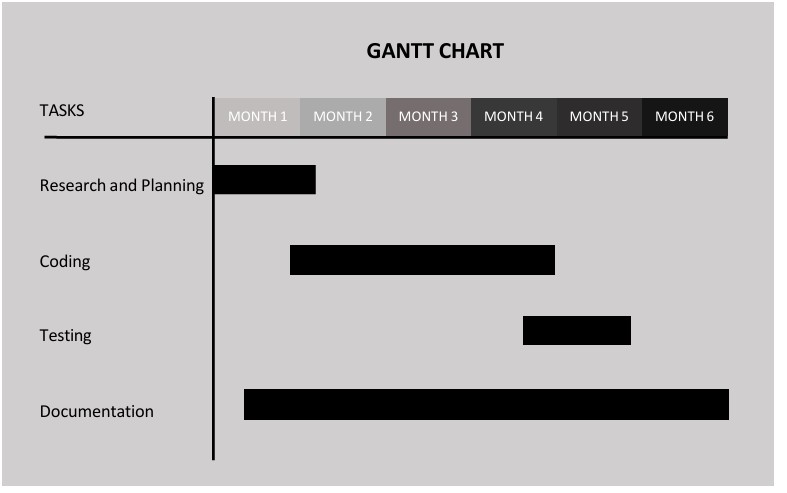 GANTT CHART
TASKS
MONTH 1 MONTH 2 MONTH 3 MONTH 4 MONTH 5 MONTH 6
Research and Planning
Coding
Testing
Documentation